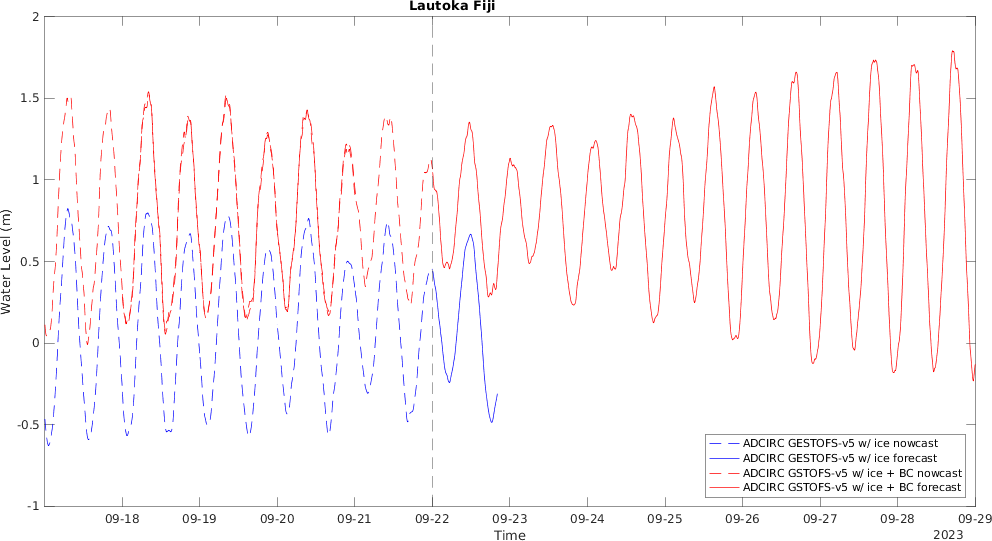 Lautoka Fiji
Water Level (m)
2
1.5
1
0.5
0
-0.5
-1
ADCIRC GESTOFS-v5 w/ ice nowcast
ADCIRC GESTOFS-v5 w/ ice forecast
ADCIRC GSTOFS-v5 w/ ice + BC nowcast
ADCIRC GSTOFS-v5 w/ ice + BC forecast
09-18 09-19 09-20 09-21 09-22 09-23 09-24 09-25 09-26 09-27 09-28 09-29
Time
2023